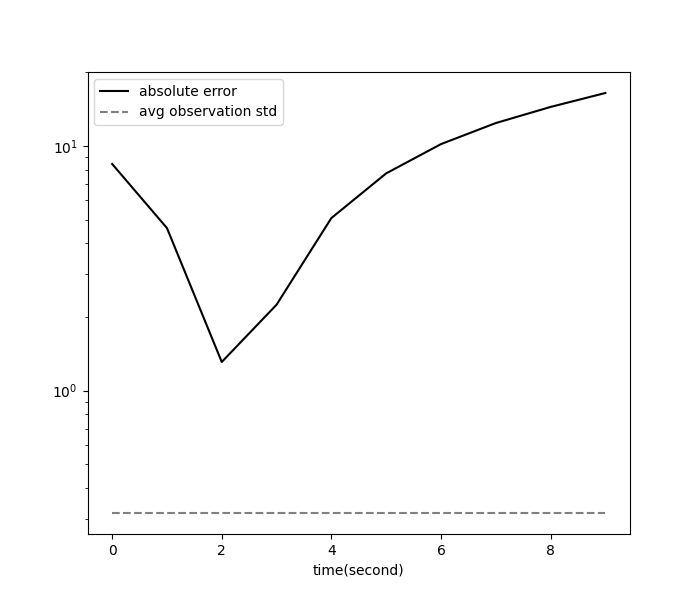 absolute error
avg observation std
10¹
10⁰
0 2 4 6 8
time(second)